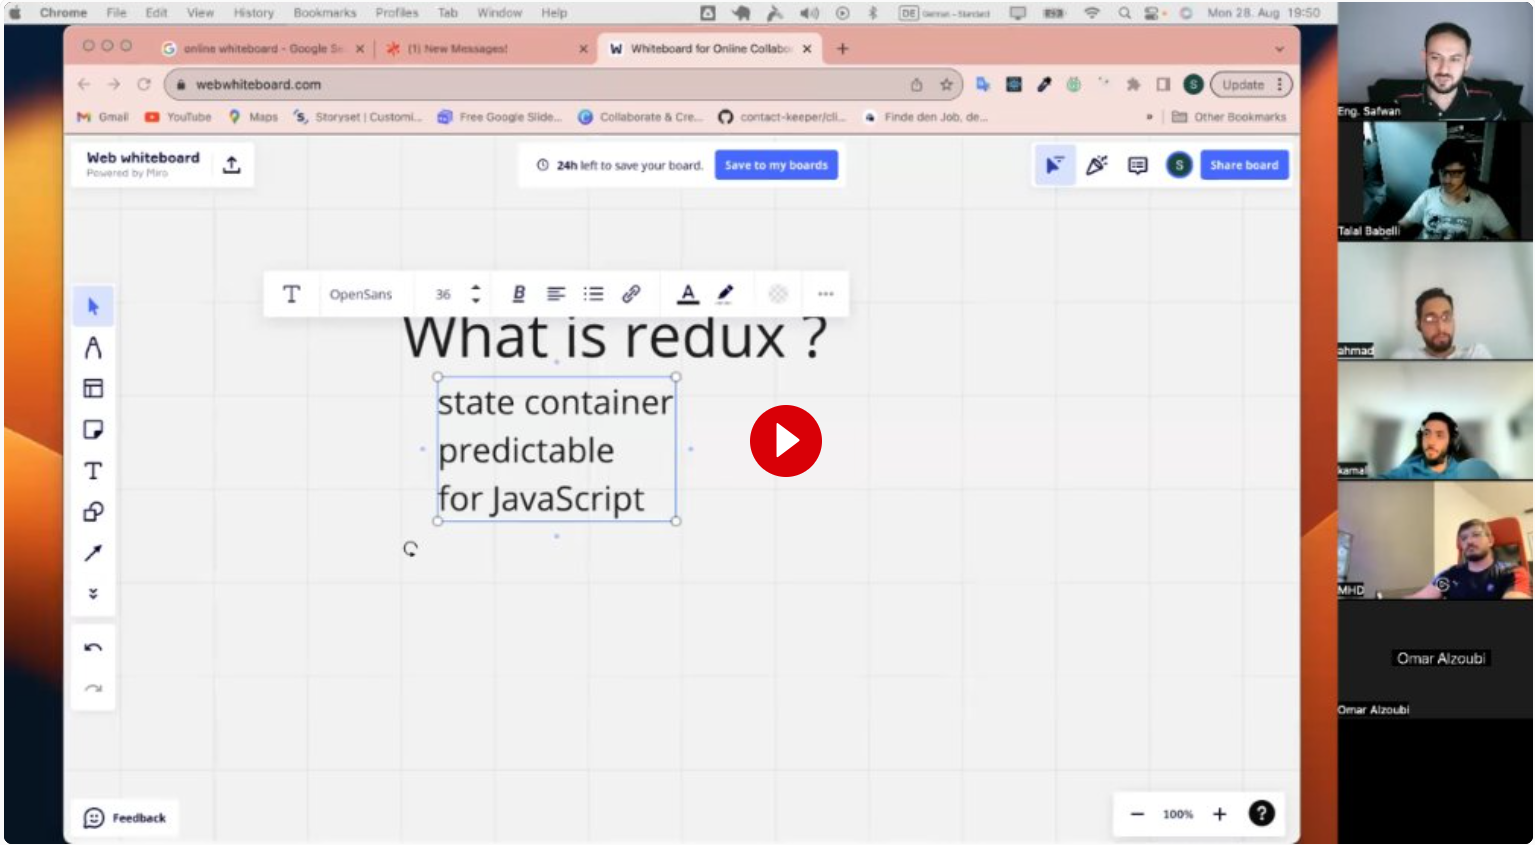 Chrome File Edit View History Bookmarks Profiles Tab Window Help
DE German – Standard
Mon 28. Aug 19:50
online whiteboard - Google Se
(1) New Messages!
Whiteboard for Online Collabo
webwhiteboard.com
Update
Gmail YouTube Maps Storyset | Customi... Free Google Slide... Collaborate & Cre... contact-keeper/cli... Finde den Job, de... » Other Bookmarks
Web whiteboard
Powered by Miro
24h left to save your board.
Save to my boards
S
Share board
OpenSans 36
What is redux ?
state container
predictable
for JavaScript
Feedback
100%
Eng. Safwan
Talal Babelli
ahmad
kamal
MHD
Omar Alzoubi
Omar Alzoubi